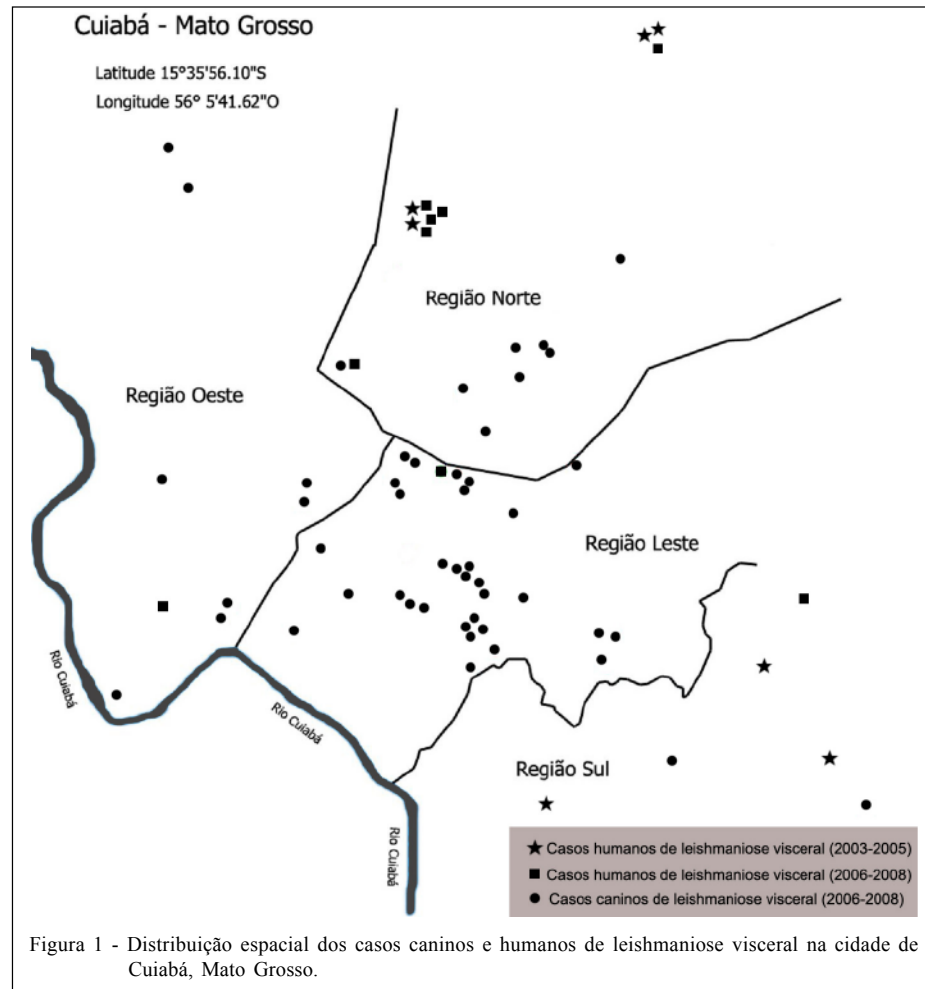 Cuiabá - Mato Grosso
Latitude 15°35'56.10"S
Longitude 56° 5'41.62"O
Região Norte
Região Oeste
Região Leste
Rio Cuiabá
Rio Cuiabá
Região Sul
Rio Cuiabá
Casos humanos de leishmaniose visceral (2003-2005)
Casos humanos de leishmaniose visceral (2006-2008)
Casos caninos de leishmaniose visceral (2006-2008)
Figura 1 - Distribuição espacial dos casos caninos e humanos de leishmaniose visceral na cidade de
Cuiabá, Mato Grosso.